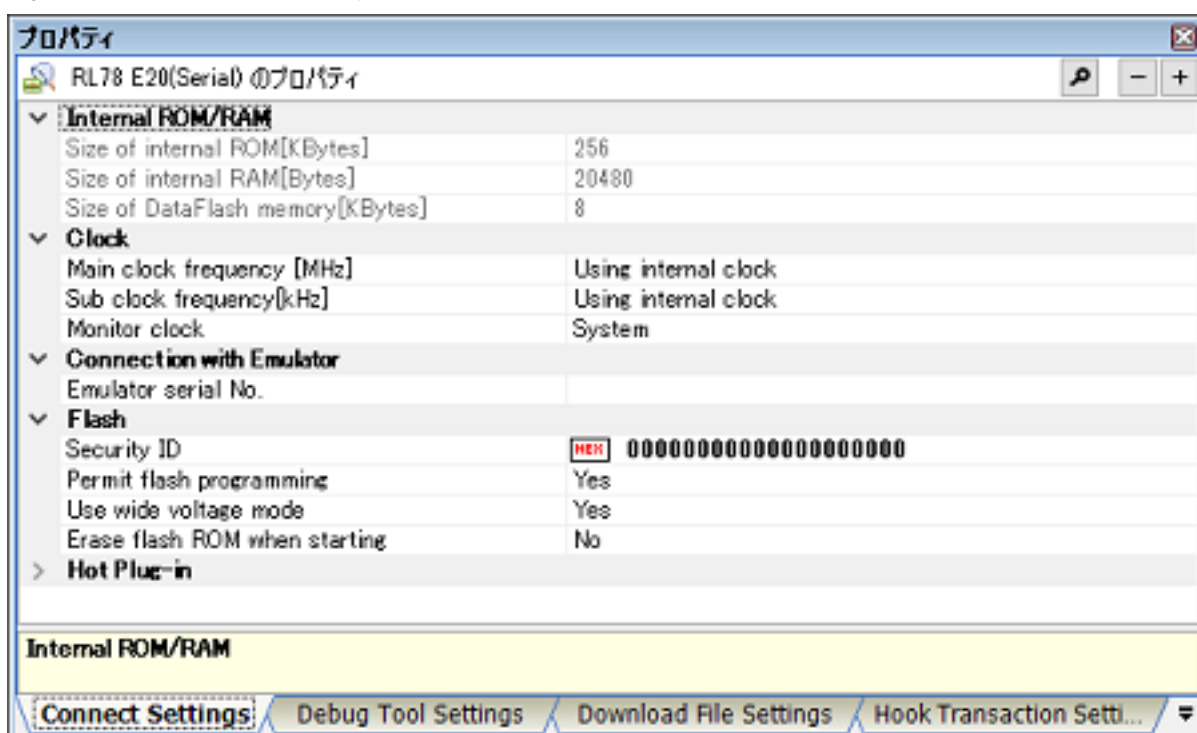 プロパティ
RL78 E20(Serial) のプロパティ
Internal ROM/RAM
Size of internal ROM[KBytes] 256
Size of internal RAM[Bytes] 20480
Size of DataFlash memory[KBytes] 8
Clock
Main clock frequency [MHz] Using internal clock
Sub clock frequency[kHz] Using internal clock
Monitor clock System
Connection with Emulator
Emulator serial No.
Flash
Security ID HEX 00000000000000000000
Permit flash programming Yes
Use wide voltage mode Yes
Erase flash ROM when starting No
Hot Plug-in
Internal ROM/RAM
Connect Settings Debug Tool Settings Download File Settings Hook Transaction Setti...